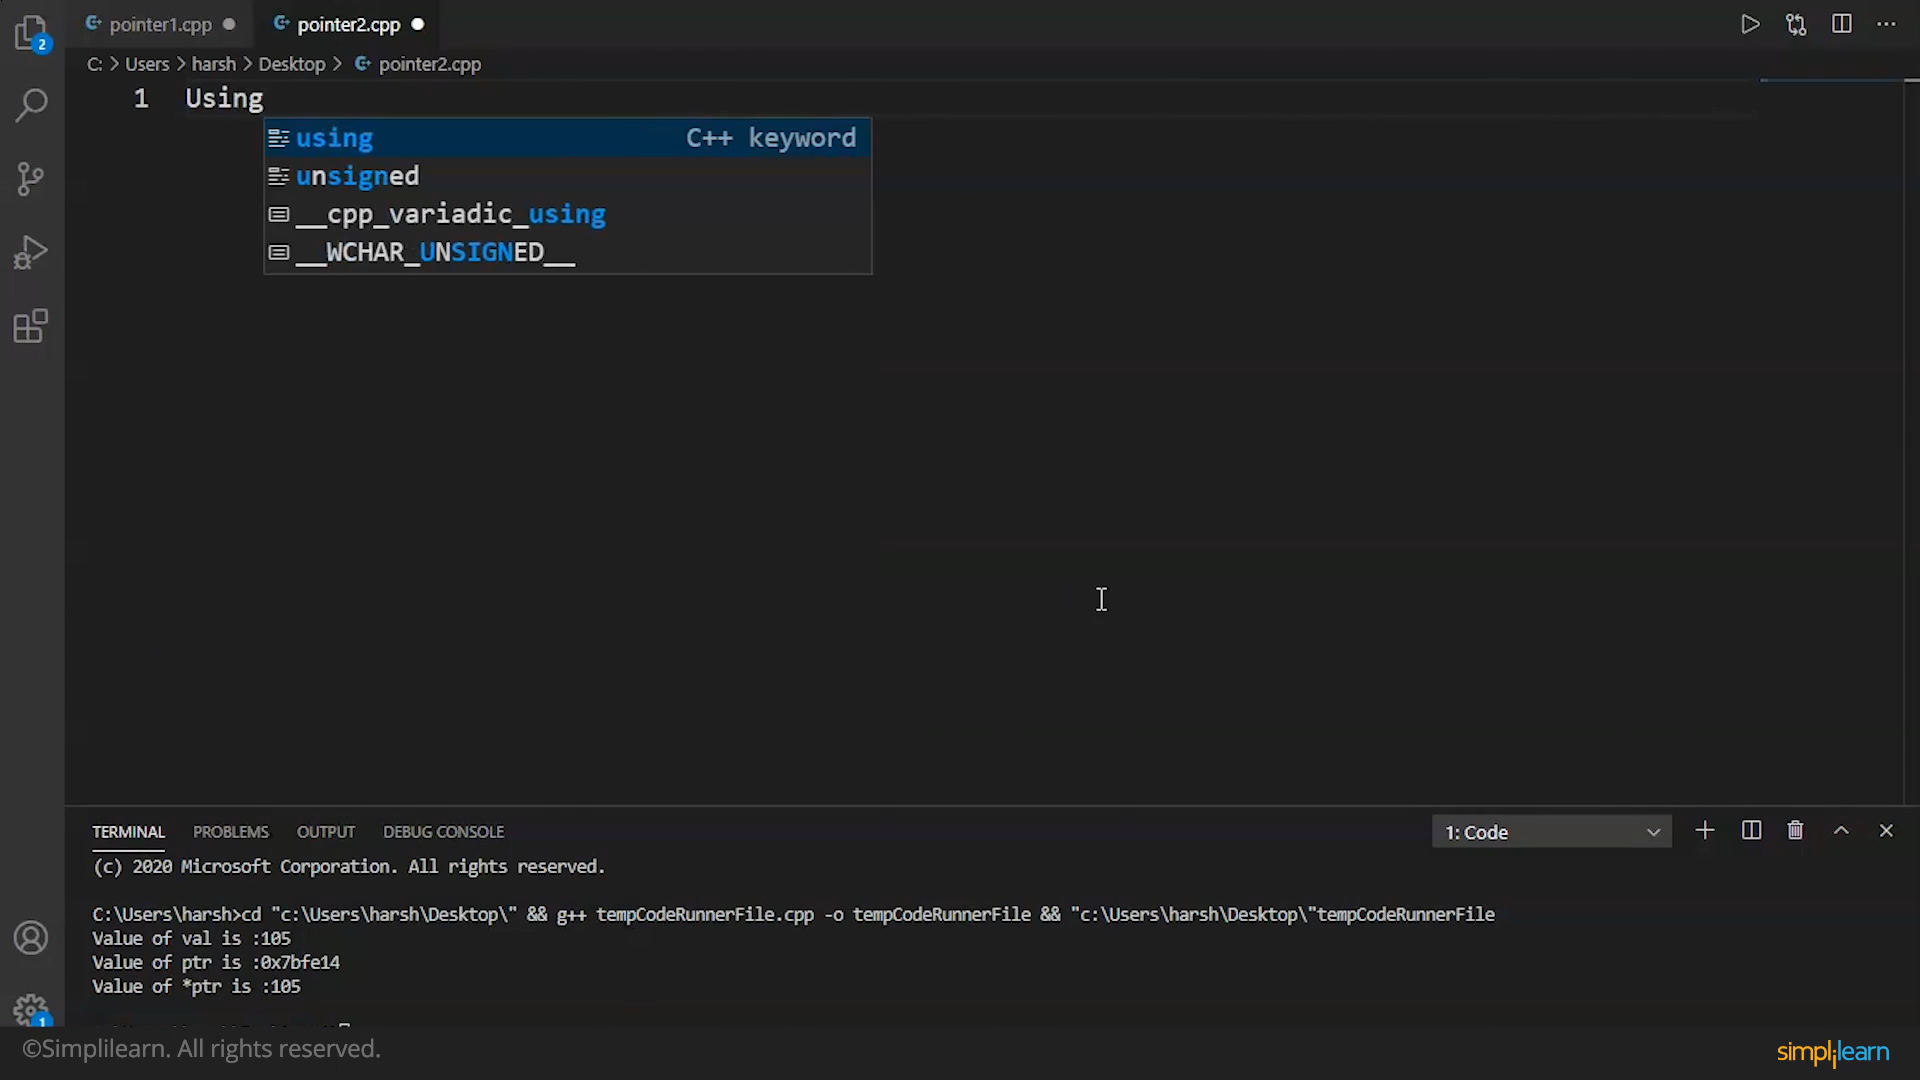 pointer1.cpp
pointer2.cpp
2
C: > Users > harsh > Desktop > pointer2.cpp
1 Using
using C++ keyword
unsigned
__cpp_variadic_using
__WCHAR_UNSIGNED__
TERMINAL PROBLEMS OUTPUT DEBUG CONSOLE 1: Code
(c) 2020 Microsoft Corporation. All rights reserved.
C:\Users\harsh>cd "c:\Users\harsh\Desktop\" && g++ tempCodeRunnerFile.cpp -o tempCodeRunnerFile && "c:\Users\harsh\Desktop\"tempCodeRunnerFile
Value of val is :105
Value of ptr is :0x7bfe14
Value of *ptr is :105
1
©Simplilearn. All rights reserved.
simplilearn